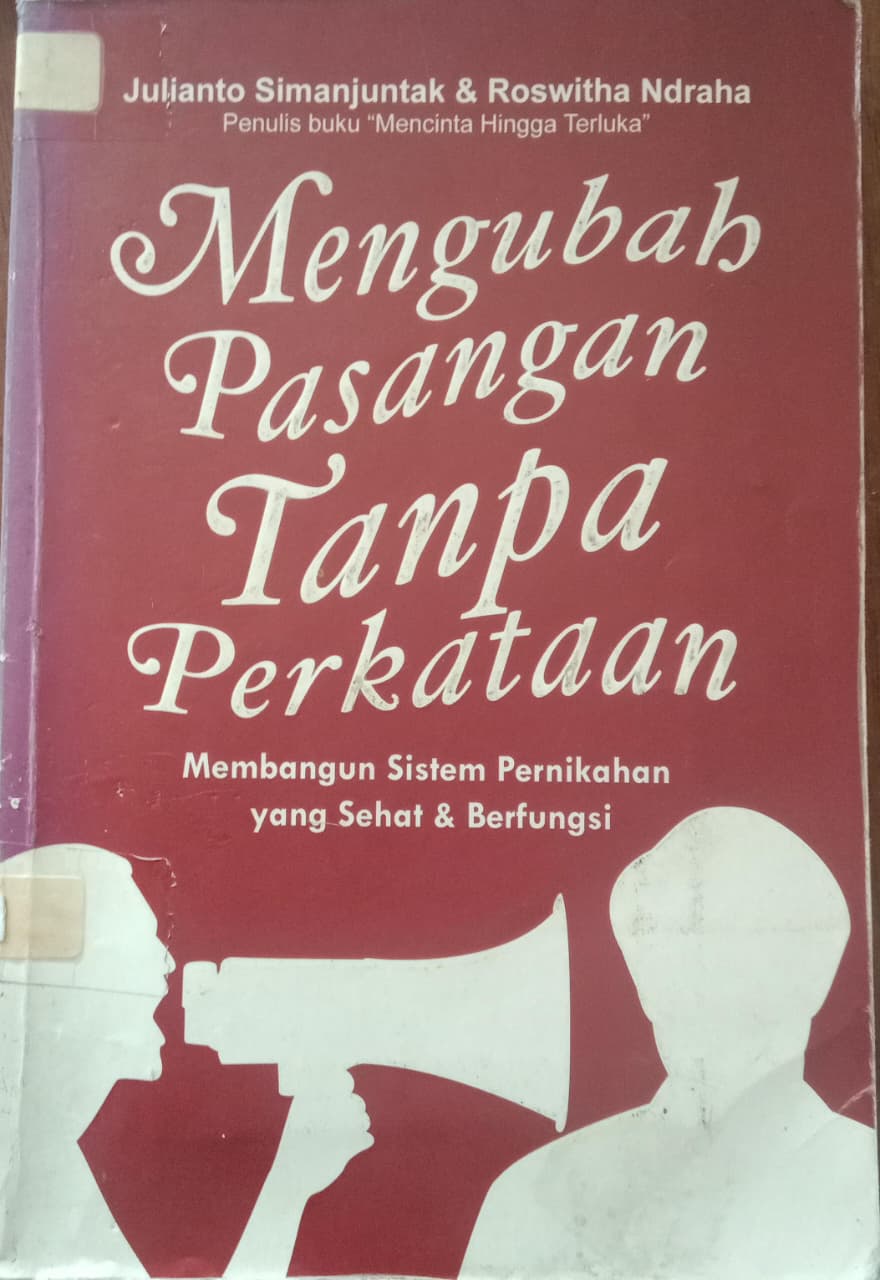 Julianto Simanjuntak & Roswitha Ndraha
Penulis buku “Mencinta Hingga Terluka”
Mengubah
Pasangan
Tanpa
Perkataan
Membangun Sistem Pernikahan
yang Sehat & Berfungsi